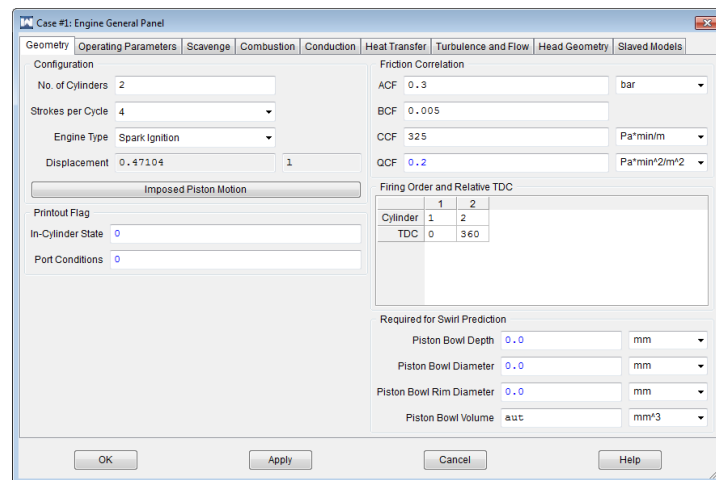 Case #1: Engine General Panel
Geometry Operating Parameters Scavenge Combustion Conduction Heat Transfer Turbulence and Flow Head Geometry Slaved Models
Configuration
No. of Cylinders 2
Strokes per Cycle 4
Engine Type Spark Ignition
Displacement 0.47104 l
Imposed Piston Motion
Printout Flag
In-Cylinder State 0
Port Conditions 0
Friction Correlation
ACF 0.3 bar
BCF 0.005
CCF 325 Pa*min/m
QCF 0.2 Pa*min^2/m^2
Firing Order and Relative TDC
1 2
Cylinder 1 2
TDC 0 360
Required for Swirl Prediction
Piston Bowl Depth 0.0 mm
Piston Bowl Diameter 0.0 mm
Piston Bowl Rim Diameter 0.0 mm
Piston Bowl Volume aut mm^3
OK Apply Cancel Help